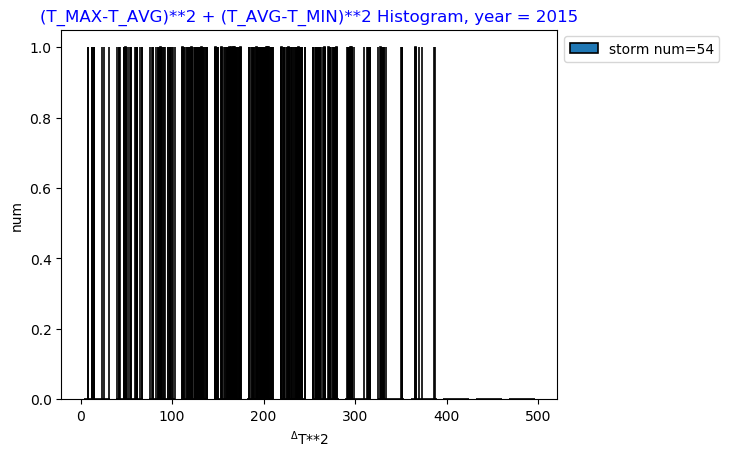 (T_MAX-T_AVG)**2 + (T_AVG-T_MIN)**2 Histogram, year = 2015
storm num=54
1.0
0.8
0.6
0.4
0.2
0.0
num
0 100 200 300 400 500
ΔT**2